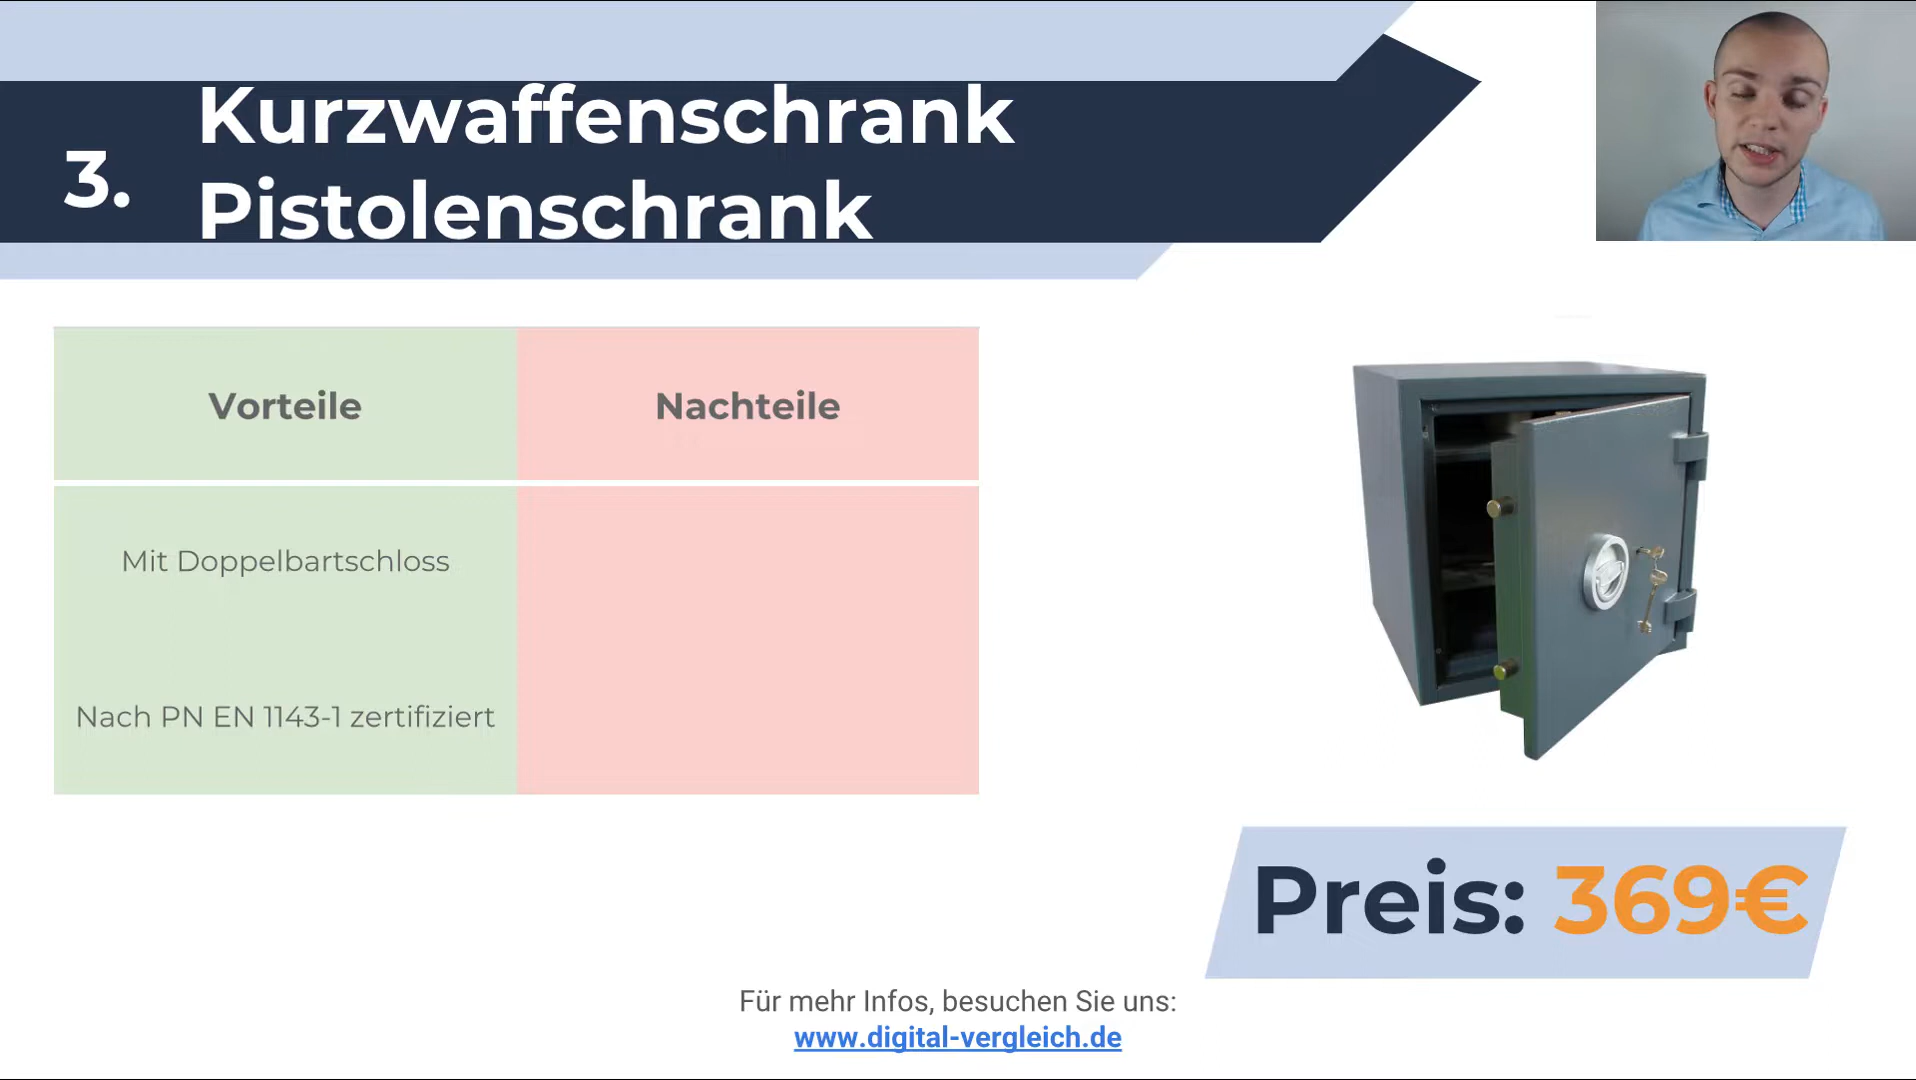 3.
Kurzwaffenschrank
Pistolenschrank
Vorteile
Nachteile
Mit Doppelbartschloss
Nach PN EN 1143-1 zertifiziert
Preis: 369€
Für mehr Infos, besuchen Sie uns:
www.digital-vergleich.de